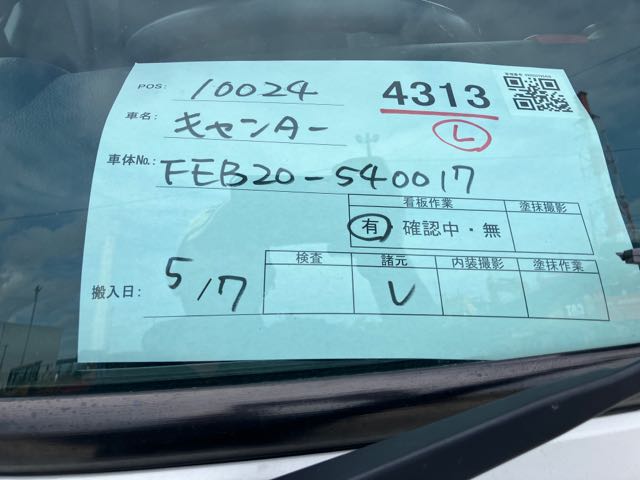 POS: 10024
4313
L
車名: キャンター
車体No.: FEB20-540017
看板作業 塗抹撮影
有 確認中・無
検査 諸元 内装撮影 塗抹作業
搬入日: 5/17 レ